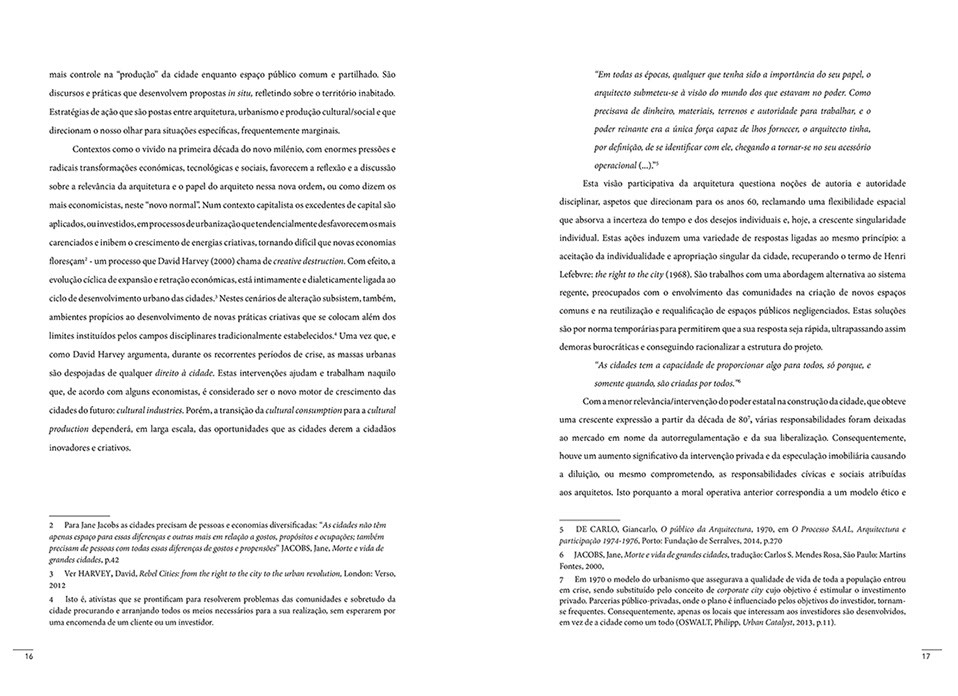 mais controle na “produção” da cidade enquanto espaço público comum e partilhado. São
discursos e práticas que desenvolvem propostas in situ, refletindo sobre o território inabitado.
Estratégias de ação que são postas entre arquitetura, urbanismo e produção cultural/social e que
direcionam o nosso olhar para situações específicas, frequentemente marginais.
Contextos como o vivido na primeira década do novo milénio, com enormes pressões e
radicais transformações económicas, tecnológicas e sociais, favorecem a reflexão e a discussão
sobre a relevância da arquitetura e o papel do arquiteto nessa nova ordem, ou como dizem os
mais economicistas, neste “novo normal”. Num contexto capitalista os excedentes de capital são
aplicados, ou investidos, em processos de urbanização que tendencialmente desfavorecem os mais
carenciados e inibem o crescimento de energias criativas, tornando difícil que novas economias
floresçam² - um processo que David Harvey (2000) chama de creative destruction. Com efeito, a
evolução cíclica de expansão e retração económicas, está intimamente e dialeticamente ligada ao
ciclo de desenvolvimento urbano das cidades.³ Nestes cenários de alteração subsistem, também,
ambientes propícios ao desenvolvimento de novas práticas criativas que se colocam além dos
limites instituídos pelos campos disciplinares tradicionalmente estabelecidos.⁴ Uma vez que, e
como David Harvey argumenta, durante os recorrentes períodos de crise, as massas urbanas
são despojadas de qualquer direito à cidade. Estas intervenções ajudam e trabalham naquilo
que, de acordo com alguns economistas, é considerado ser o novo motor de crescimento das
cidades do futuro: cultural industries. Porém, a transição da cultural consumption para a cultural
production dependerá, em larga escala, das oportunidades que as cidades derem a cidadãos
inovadores e criativos.
2 Para Jane Jacobs as cidades precisam de pessoas e economias diversificadas: “As cidades não têm
apenas espaço para essas diferenças e outras mais em relação a gostos, propósitos e ocupações; também
precisam de pessoas com todas essas diferenças de gostos e propensões” JACOBS, Jane, Morte e vida de
grandes cidades, p.42
3 Ver HARVEY, David, Rebel Cities: from the right to the city to the urban revolution, London: Verso,
2012
4 Isto é, ativistas que se prontificam para resolverem problemas das comunidades e sobretudo da
cidade procurando e arranjando todos os meios necessários para a sua realização, sem esperarem por
uma encomenda de um cliente ou um investidor.
16
“Em todas as épocas, qualquer que tenha sido a importância do seu papel, o
arquitecto submeteu-se à visão do mundo dos que estavam no poder. Como
precisava de dinheiro, materiais, terrenos e autoridade para trabalhar, e o
poder reinante era a única força capaz de lhos fornecer, o arquitecto tinha,
por definição, de se identificar com ele, chegando a tornar-se no seu acessório
operacional (...).”⁵
Esta visão participativa da arquitetura questiona noções de autoria e autoridade
disciplinar, aspetos que direcionam para os anos 60, reclamando uma flexibilidade espacial
que absorva a incerteza do tempo e dos desejos individuais e, hoje, a crescente singularidade
individual. Estas ações induzem uma variedade de respostas ligadas ao mesmo princípio: a
aceitação da individualidade e apropriação singular da cidade, recuperando o termo de Henri
Lefebvre: the right to the city (1968). São trabalhos com uma abordagem alternativa ao sistema
regente, preocupados com o envolvimento das comunidades na criação de novos espaços
comuns e na reutilização e requalificação de espaços públicos negligenciados. Estas soluções
são por norma temporárias para permitirem que a sua resposta seja rápida, ultrapassando assim
demoras burocráticas e conseguindo racionalizar a estrutura do projeto.
“As cidades tem a capacidade de proporcionar algo para todos, só porque, e
somente quando, são criadas por todos.”⁶
Com a menor relevância/intervenção do poder estatal na construção da cidade, que obteve
uma crescente expressão a partir da década de 80⁷, várias responsabilidades foram deixadas
ao mercado em nome da autorregulamentação e da sua liberalização. Consequentemente,
houve um aumento significativo da intervenção privada e da especulação imobiliária causando
a diluição, ou mesmo comprometendo, as responsabilidades cívicas e sociais atribuídas
aos arquitetos. Isto porquanto a moral operativa anterior correspondia a um modelo ético e
5 DE CARLO, Giancarlo, O público da Arquitectura, 1970, em O Processo SAAL, Arquitectura e
participação 1974-1976, Porto: Fundação de Serralves, 2014, p.270
6 JACOBS, Jane, Morte e vida de grandes cidades, tradução: Carlos S. Mendes Rosa, São Paulo: Martins
Fontes, 2000,
7 Em 1970 o modelo do urbanismo que assegurava a qualidade de vida de toda a população entrou
em crise, sendo substituído pelo conceito de corporate city cujo objetivo é estimular o investimento
privado. Parcerias público-privadas, onde o plano é influenciado pelos objetivos do investidor, tornam-
se frequentes. Consequentemente, apenas os locais que interessam aos investidores são desenvolvidos,
em vez de a cidade como um todo (OSWALT, Philipp, Urban Catalyst, 2013, p.11).
17